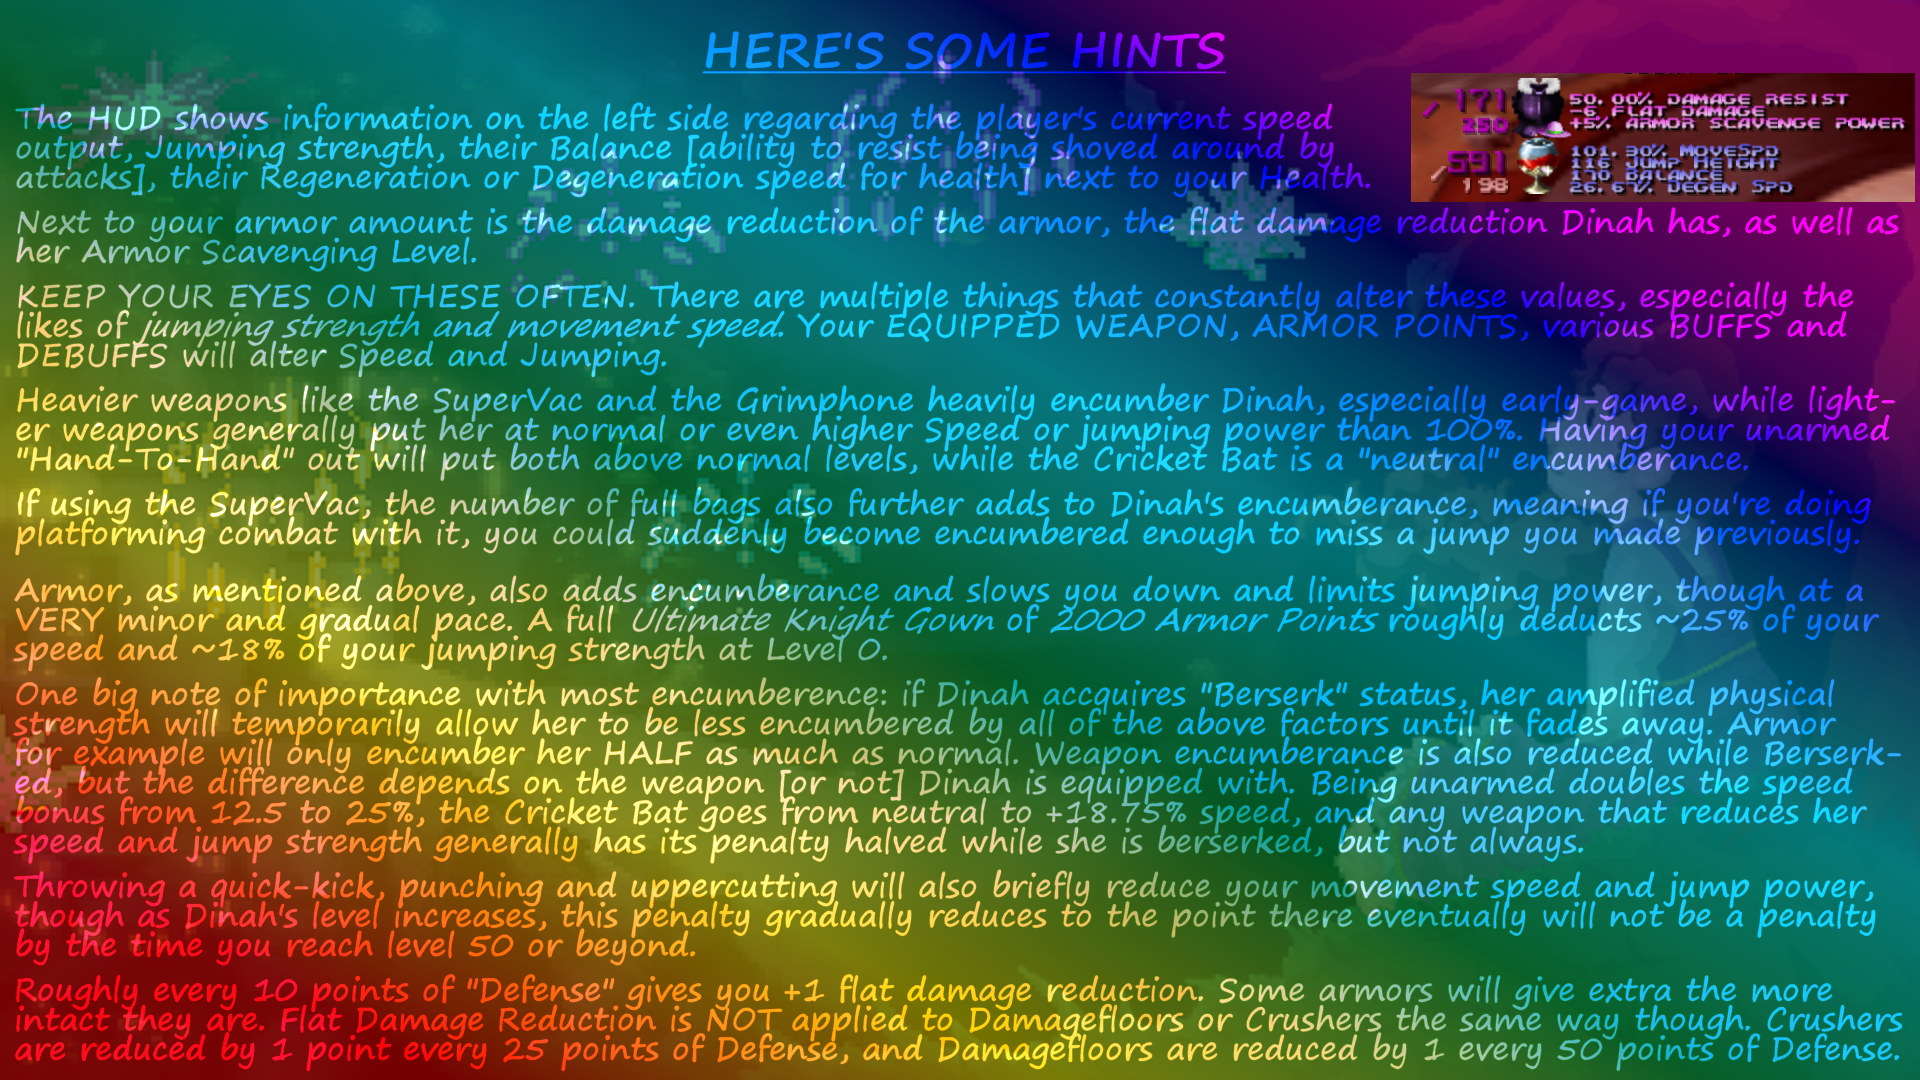 HERE'S SOME HINTS
The HUD shows information on the left side regarding the player's current speed
output, Jumping strength, their Balance [ability to resist being shoved around by
attacks], their Regeneration or Degeneration speed for health] next to your Health.
171
250
50.00% DAMAGE RESIST
-6 FLAT DAMAGE
+5% ARMOR SCAVENGE POWER
591
198
101.30% MOVESPD
116 JUMP HEIGHT
170 BALANCE
26.67% DEGEN SPD
Next to your armor amount is the damage reduction of the armor, the flat damage reduction Dinah has, as well as
her Armor Scavenging Level.
KEEP YOUR EYES ON THESE OFTEN. There are multiple things that constantly alter these values, especially the
likes of jumping strength and movement speed. Your EQUIPPED WEAPON, ARMOR POINTS, various BUFFS and
DEBUFFS will alter Speed and Jumping.
Heavier weapons like the SuperVac and the Grimphone heavily encumber Dinah, especially early-game, while light-
er weapons generally put her at normal or even higher Speed or jumping power than 100%. Having your unarmed
"Hand-To-Hand" out will put both above normal levels, while the Cricket Bat is a "neutral" encumberance.
If using the SuperVac, the number of full bags also further adds to Dinah's encumberance, meaning if you're doing
platforming combat with it, you could suddenly become encumbered enough to miss a jump you made previously.
Armor, as mentioned above, also adds encumberance and slows you down and limits jumping power, though at a
VERY minor and gradual pace. A full Ultimate Knight Gown of 2000 Armor Points roughly deducts ~25% of your
speed and ~18% of your jumping strength at Level 0.
One big note of importance with most encumberence: if Dinah accquires "Berserk" status, her amplified physical
strength will temporarily allow her to be less encumbered by all of the above factors until it fades away. Armor
for example will only encumber her HALF as much as normal. Weapon encumberance is also reduced while Berserk-
ed, but the difference depends on the weapon [or not] Dinah is equipped with. Being unarmed doubles the speed
bonus from 12.5 to 25%, the Cricket Bat goes from neutral to +18.75% speed, and any weapon that reduces her
speed and jump strength generally has its penalty halved while she is berserked, but not always.
Throwing a quick-kick, punching and uppercutting will also briefly reduce your movement speed and jump power,
though as Dinah's level increases, this penalty gradually reduces to the point there eventually will not be a penalty
by the time you reach level 50 or beyond.
Roughly every 10 points of "Defense" gives you +1 flat damage reduction. Some armors will give extra the more
intact they are. Flat Damage Reduction is NOT applied to Damagefloors or Crushers the same way though. Crushers
are reduced by 1 point every 25 points of Defense, and Damagefloors are reduced by 1 every 50 points of Defense.